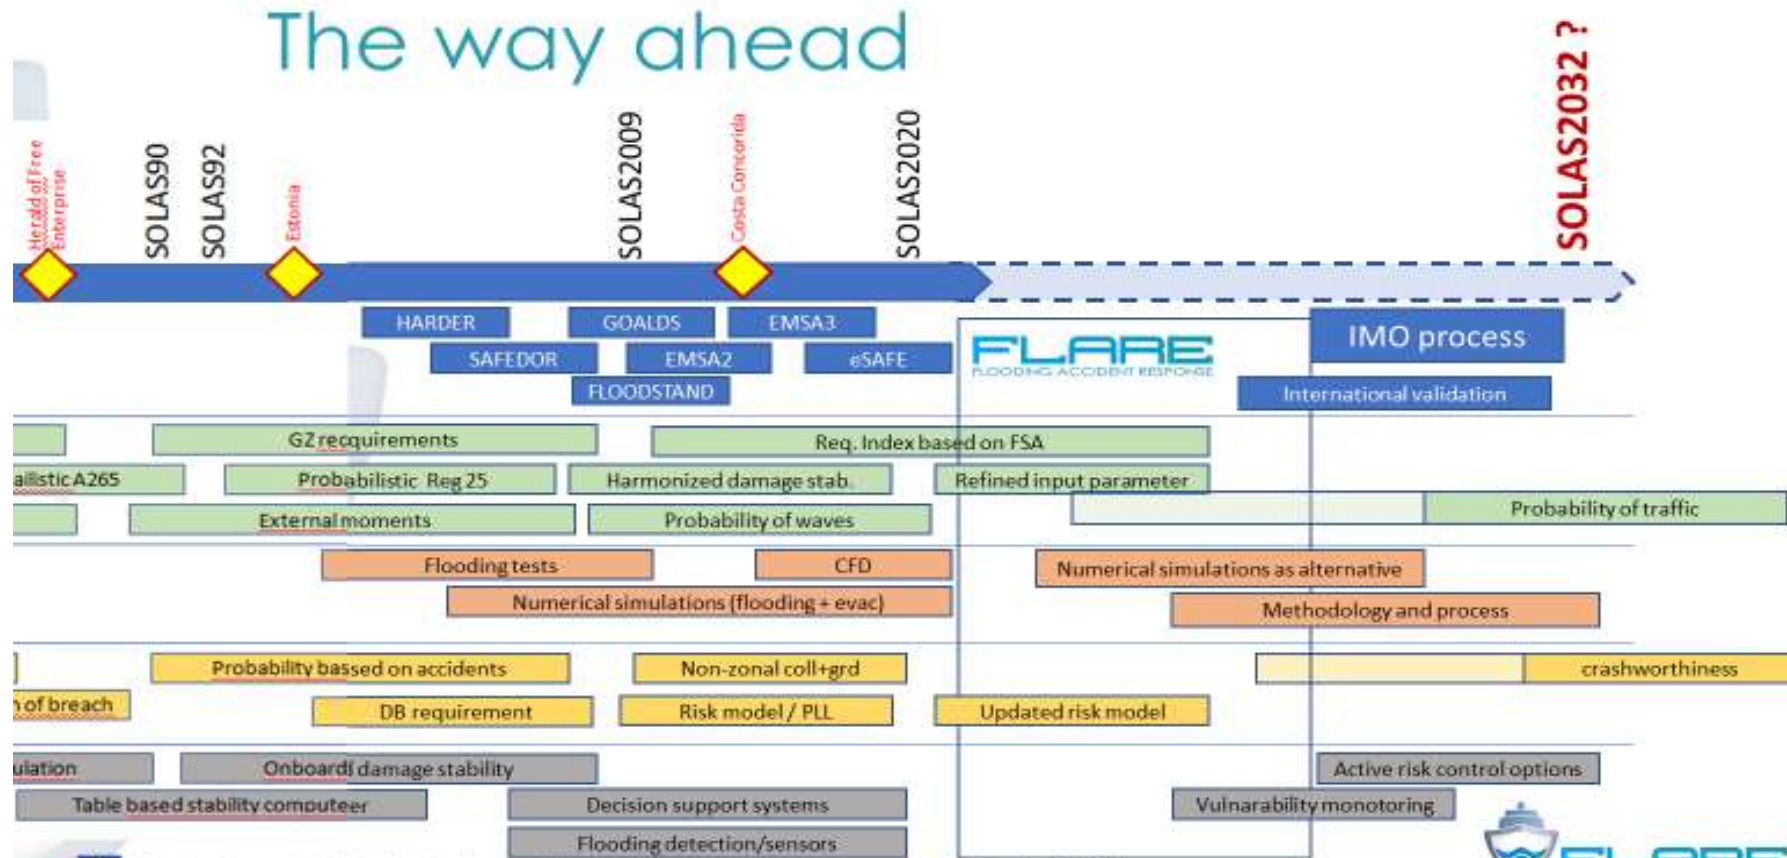 The way ahead
Herald of Free
Enterprise
SOLAS90
SOLAS92
Estonia
SOLAS2009
Costa Concorida
SOLAS2020
SOLAS2032 ?
HARDER
GOALDS
EMSA3
SAFEDOR
EMSA2
eSAFE
FLOODSTAND
FLARE
FLOODING ACCIDENT RESPONSE
IMO process
International validation
GZ recquirements
Req. Index based on FSA
ailistic A265
Probabilistic Reg 25
Harmonized damage stab.
Refined input parameter
External moments
Probability of waves
Probability of traffic
Flooding tests
CFD
Numerical simulations as alternative
Numerical simulations (flooding + evac)
Methodology and process
Probability bassed on accidents
Non-zonal coll+grd
crashworthiness
n of breach
DB requirement
Risk model / PLL
Updated risk model
ulation
Onboardi damage stability
Active risk control options
Table based stability computeer
Decision support systems
Vulnarability monotoring
Flooding detection/sensors
FLARE